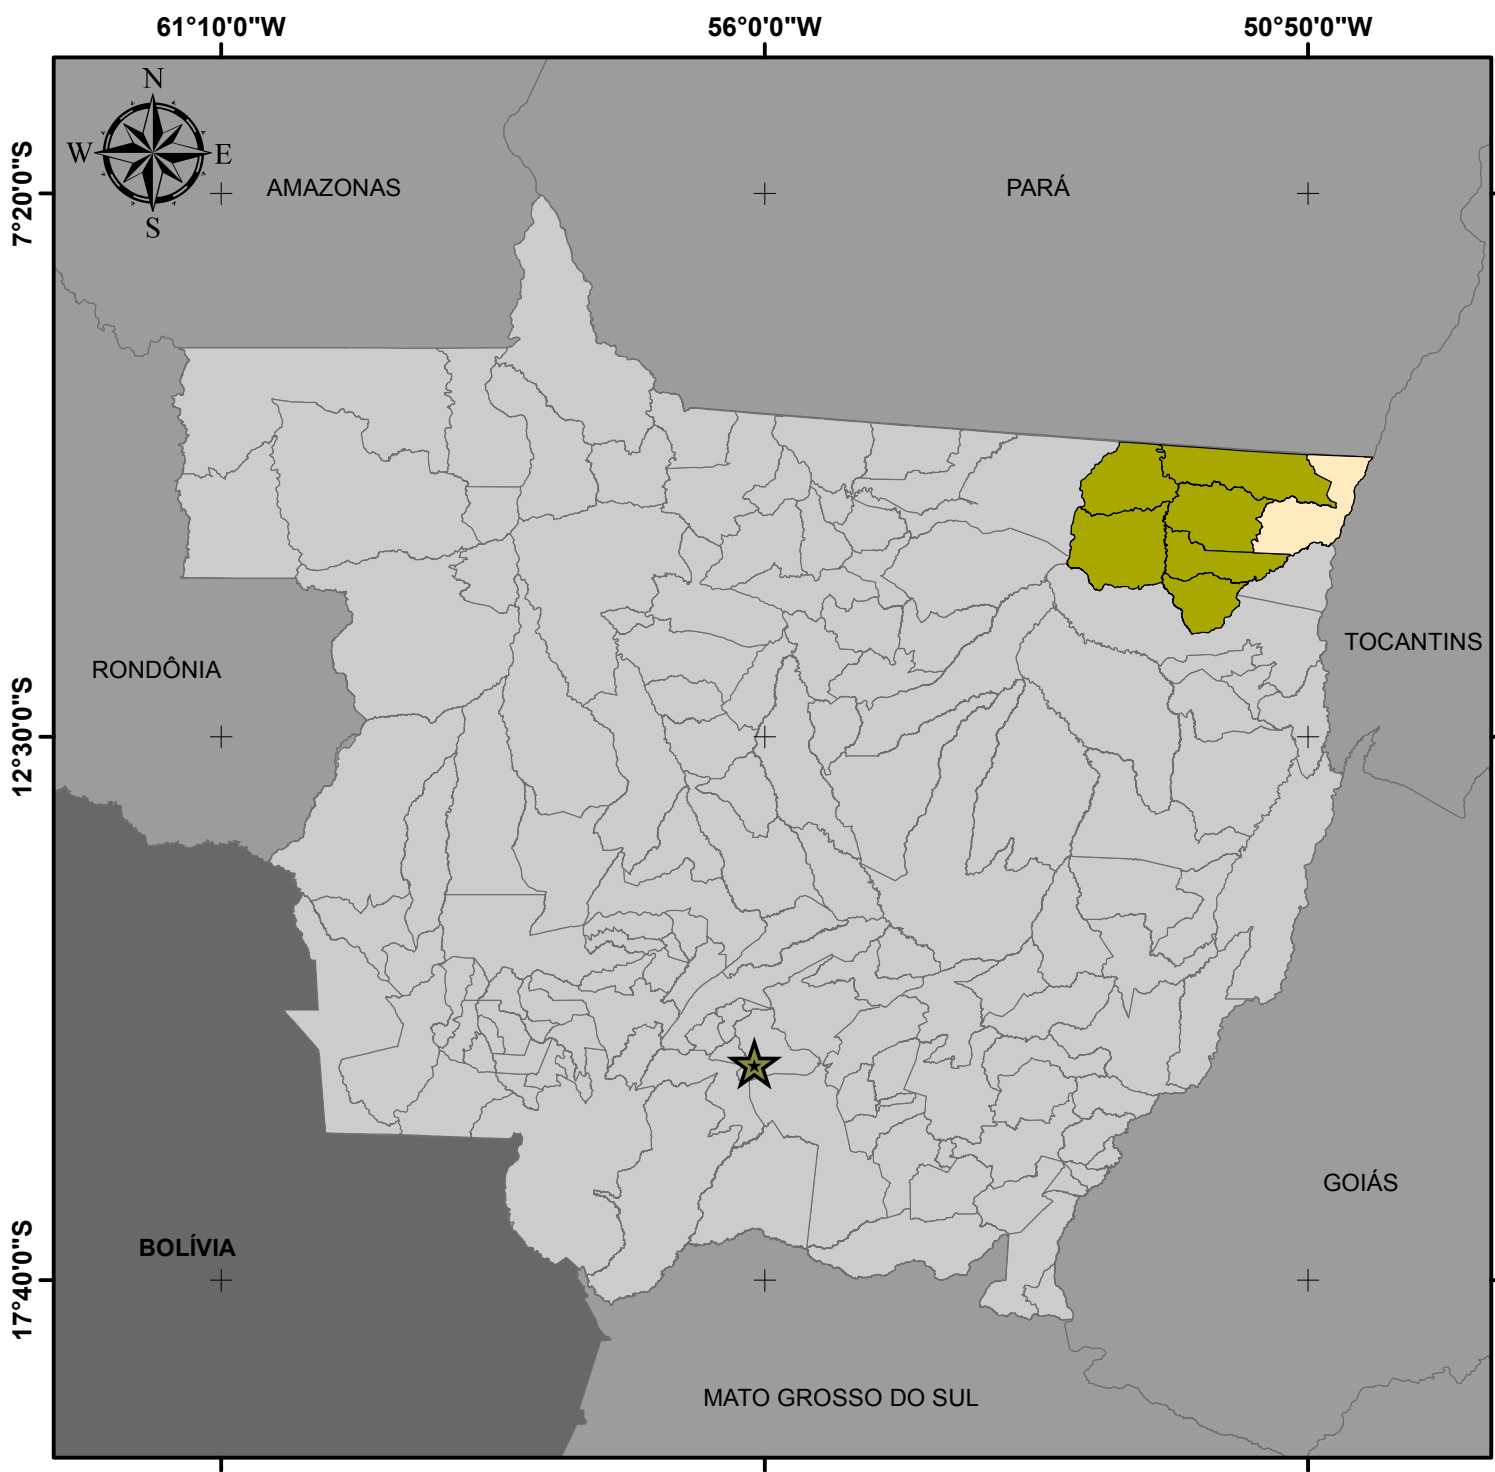 61°10'0"W 56°0'0"W 50°50'0"W
N
W E
S
7°20'0"S
AMAZONAS
PARÁ
RONDÔNIA
TOCANTINS
12°30'0"S
GOIÁS
BOLÍVIA
17°40'0"S
MATO GROSSO DO SUL